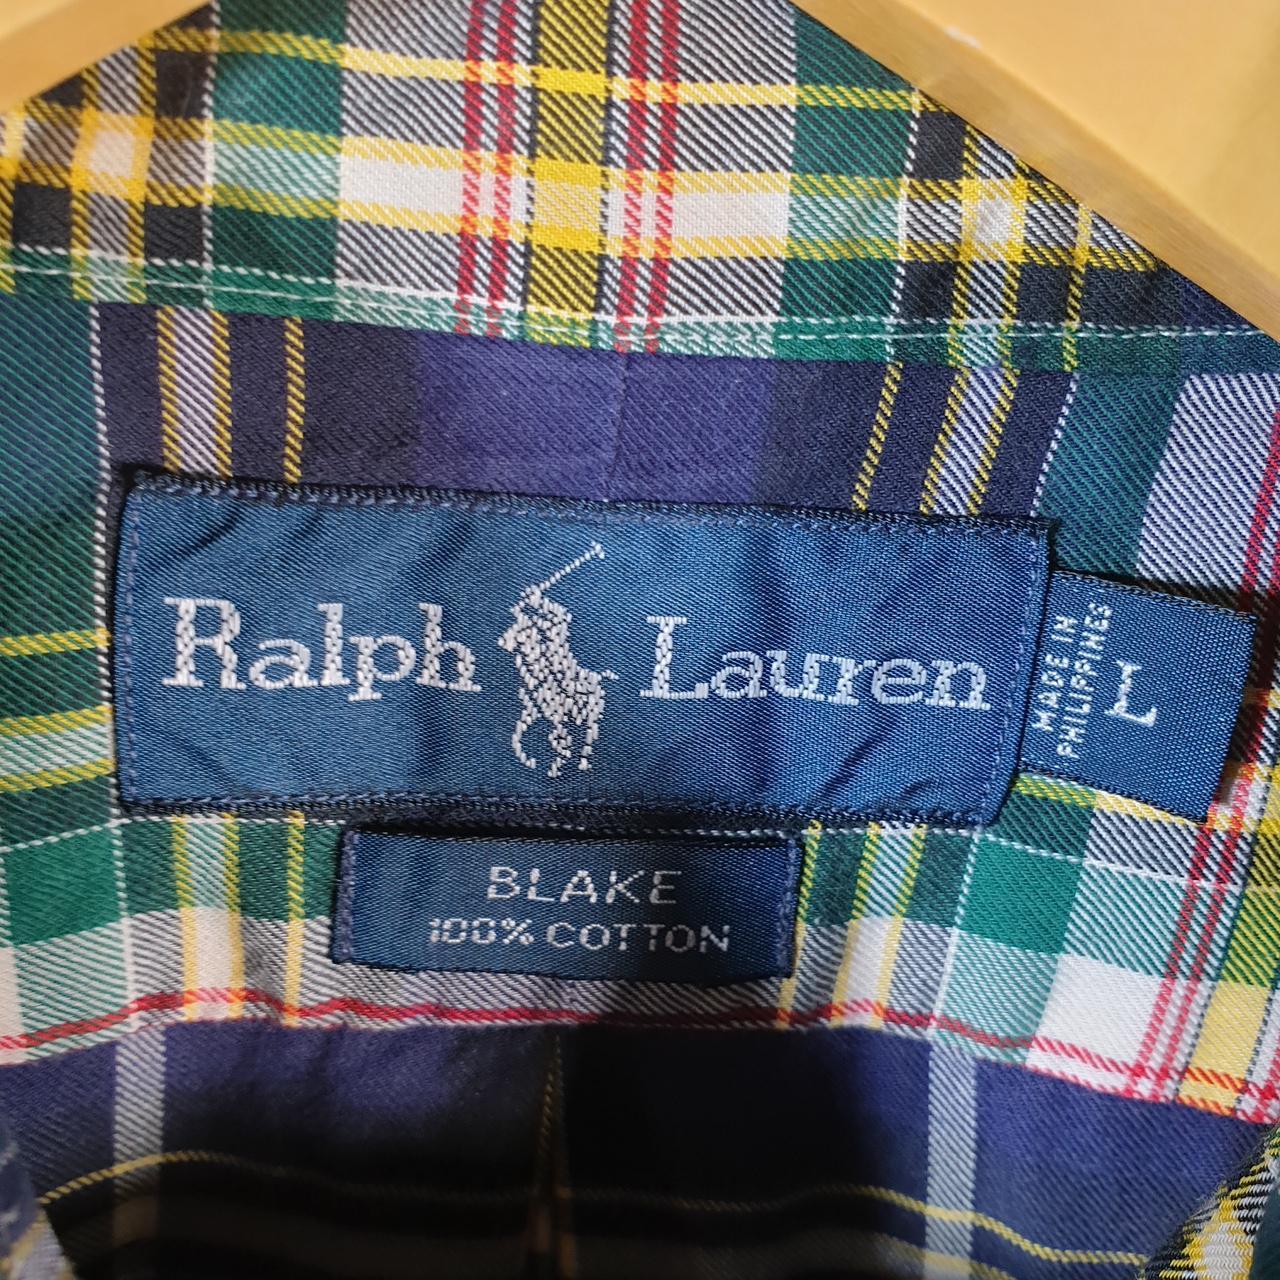 Ralph Lauren
MADE IN
PHILIPPINES
L
BLAKE
100% COTTON